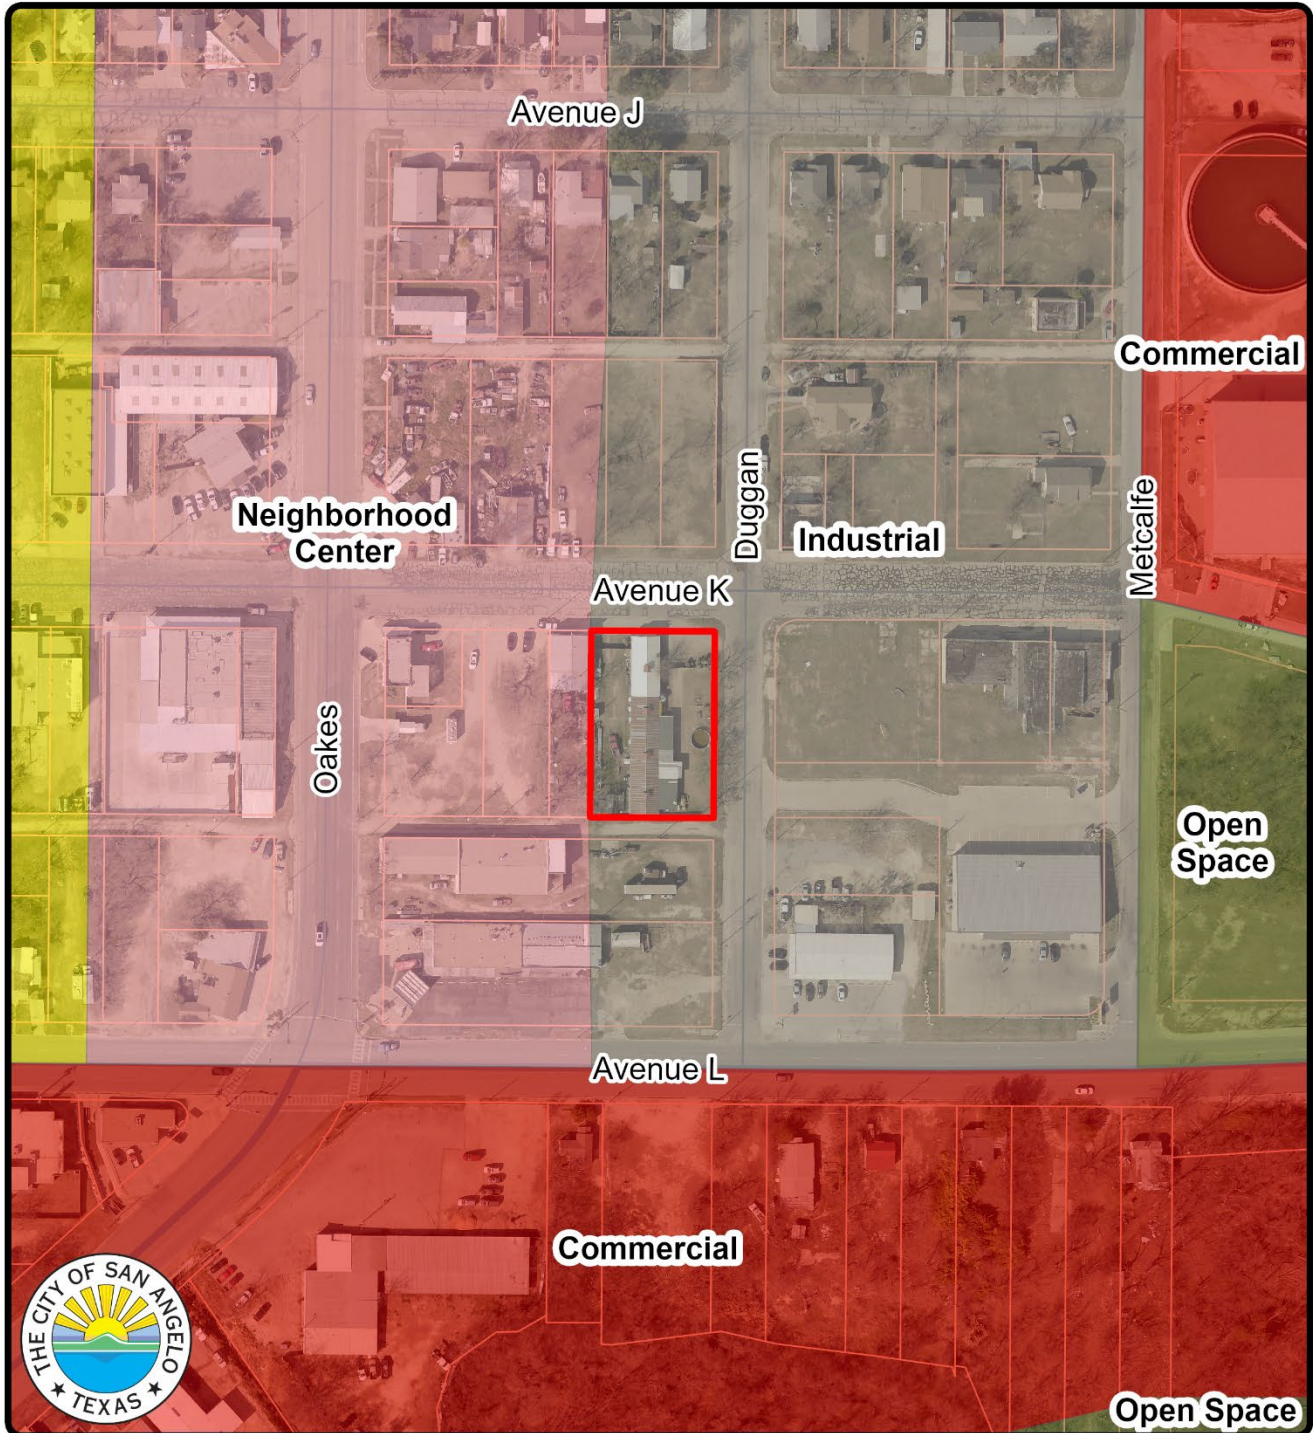 Avenue J
Commercial
Duggan
Metcalfe
Neighborhood
Center
Industrial
Avenue K
Oakes
Open
Space
Avenue L
Commercial
THE CITY OF SAN ANGELO
TEXAS
Open Space